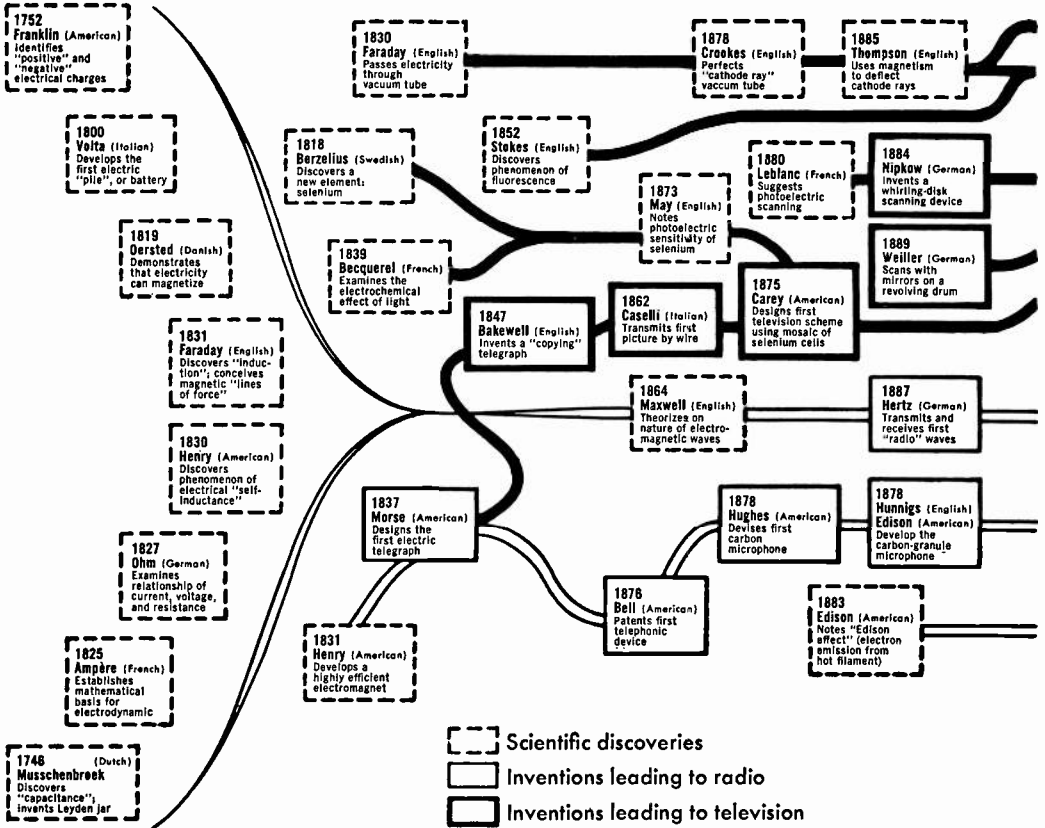 1752
Franklin (American)
Identifies
"positive" and
"negative"
electrical charges
1800
Volta (Italian)
Develops the
first electric
"pile", or battery
1819
Oersted (Danish)
Demonstrates
that electricity
can magnetize
1831
Faraday (English)
Discovers "induc-
tion"; conceives
magnetic "lines
of force"
1830
Henry (American)
Discovers
phenomenon of
electrical "self-
inductance"
1827
Ohm (German)
Examines
relationship of
current, voltage,
and resistance
1825
Ampère (French)
Establishes
mathematical
basis for
electrodynamic
1746 (Dutch)
Musschenbroek
Discovers
"capacitance";
invents Leyden jar
1830
Faraday (English)
Passes electricity
through
vacuum tube
1878
Crookes (English)
Perfects
"cathode ray"
vaccum tube
1885
Thompson (English)
Uses magnetism
to deflect
cathode rays
1818
Berzelius (Swedish)
Discovers a
new element:
selenium
1852
Stokes (English)
Discovers
phenomenon of
fluorescence
1880
Leblanc (French)
Suggests
photoelectric
scanning
1884
Nipkow (German)
Invents a
whirling-disk
scanning device
1873
May (English)
Notes
photoelectric
sensitivity of
selenium
1839
Becquerel (French)
Examines the
electrochemical
effect of light
1889
Weiller (German)
Scans with
mirrors on a
revolving drum
1847
Bakewell (English)
Invents a "copying"
telegraph
1862
Caselli (Italian)
Transmits first
picture by wire
1875
Carey (American)
Designs first
television scheme
using mosaic of
selenium cells
1864
Maxwell (English)
Theorizes on
nature of electro-
magnetic waves
1887
Hertz (German)
Transmits and
receives first
"radio" waves
1837
Morse (American)
Designs the
first electric
telegraph
1878
Hughes (American)
Devises first
carbon
microphone
1878
Hunnigs (English)
Edison (American)
Develop the
carbon-granule
microphone
1831
Henry (American)
Develops a
highly efficient
electromagnet
1876
Bell (American)
Patents first
telephonic
device
1883
Edison (American)
Notes "Edison
effect" (electron
emission from
hot filament)
Scientific discoveries
Inventions leading to radio
Inventions leading to television